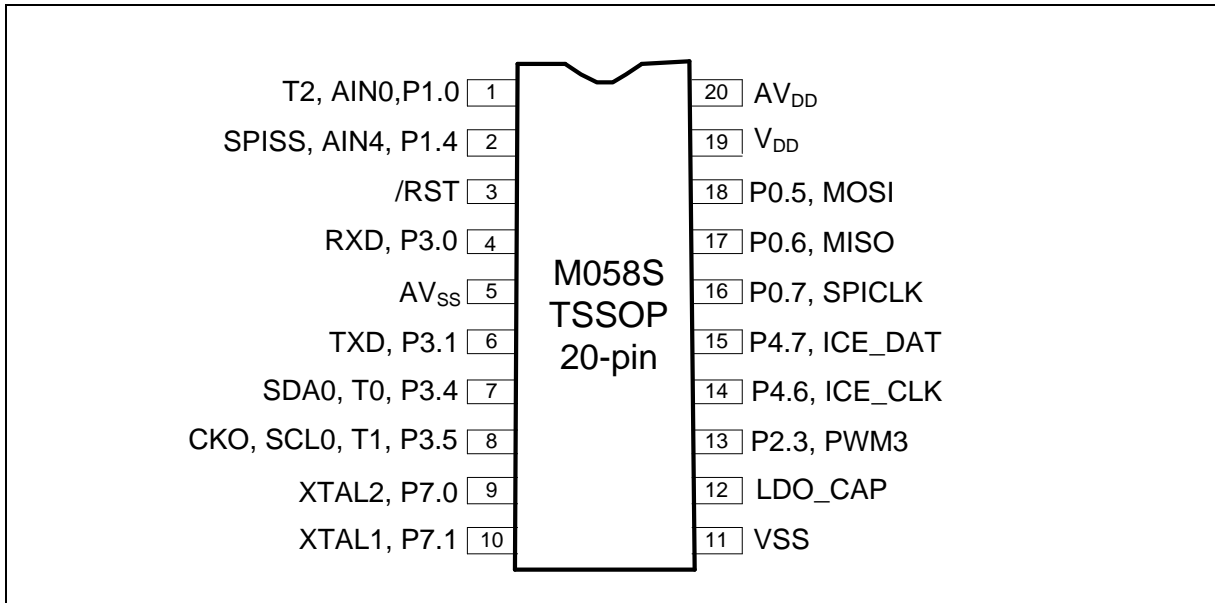 T2, AIN0,P1.0 1
SPISS, AIN4, P1.4 2
/RST 3
RXD, P3.0 4
AVSS 5
TXD, P3.1 6
SDA0, T0, P3.4 7
CKO, SCL0, T1, P3.5 8
XTAL2, P7.0 9
XTAL1, P7.1 10
M058S
TSSOP
20-pin
20 AVDD
19 VDD
18 P0.5, MOSI
17 P0.6, MISO
16 P0.7, SPICLK
15 P4.7, ICE_DAT
14 P4.6, ICE_CLK
13 P2.3, PWM3
12 LDO_CAP
11 VSS